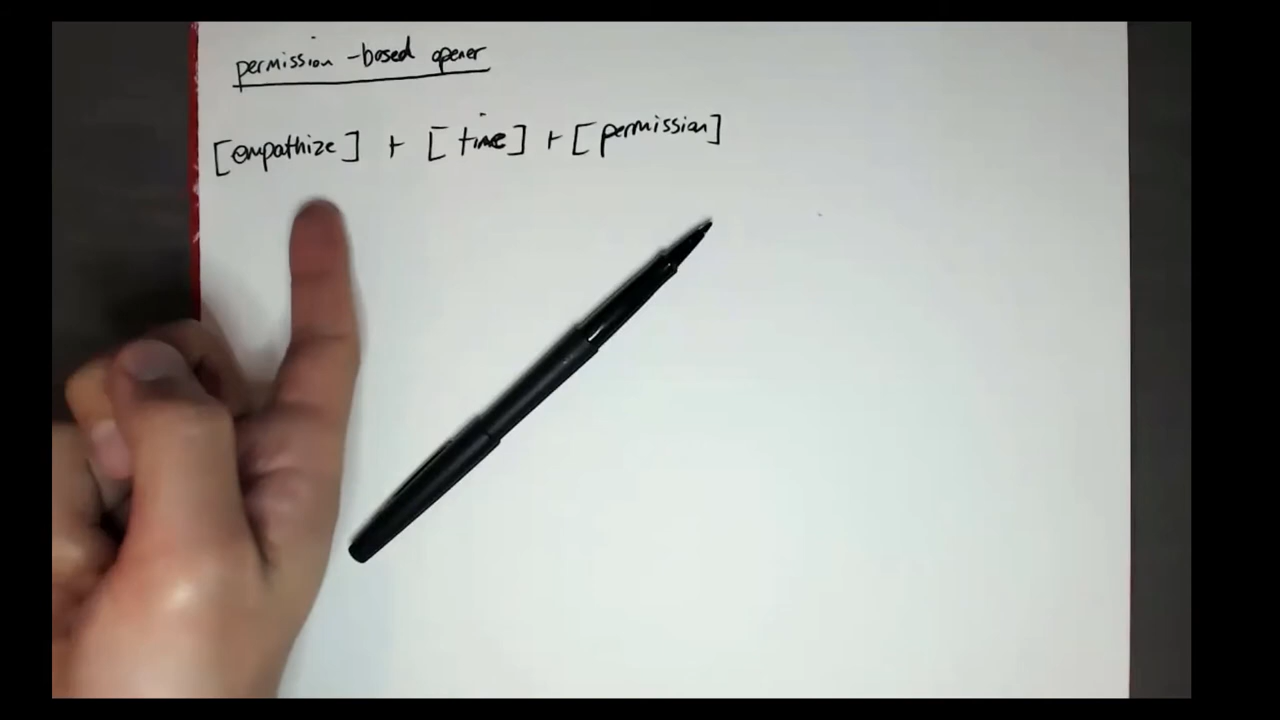 permission-based opener
[empathize] + [time] + [permission]